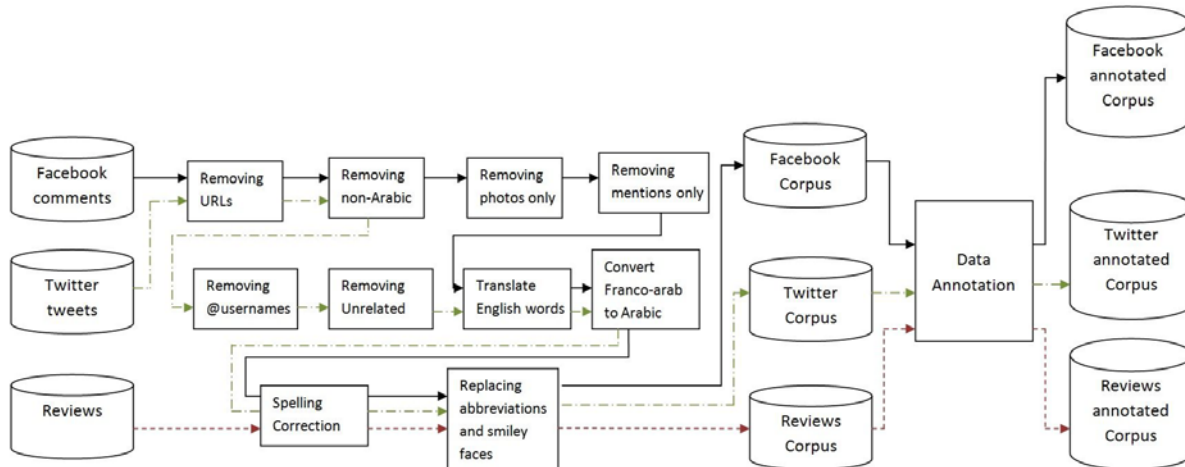 Facebook
annotated
Corpus
Facebook
comments
Removing
URLs
Removing
non-Arabic
Removing
photos only
Removing
mentions only
Facebook
Corpus
Twitter
tweets
Removing
@usernames
Removing
Unrelated
Translate
English words
Convert
Franco-arab
to Arabic
Twitter
Corpus
Data
Annotation
Twitter
annotated
Corpus
Reviews
Spelling
Correction
Replacing
abbreviations
and smiley
faces
Reviews
Corpus
Reviews
annotated
Corpus